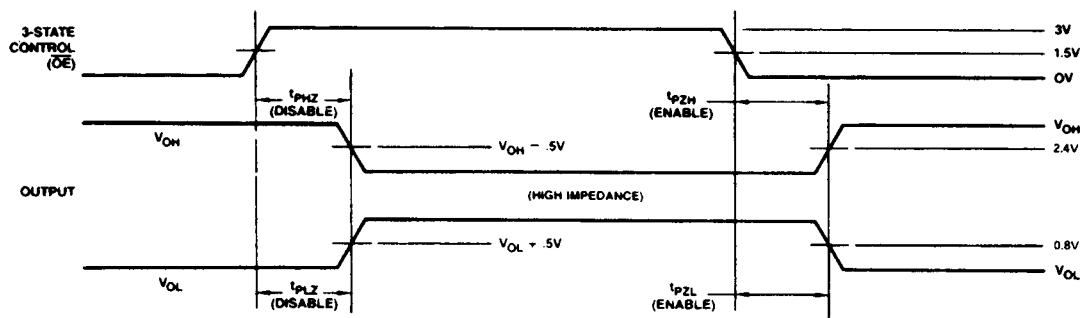 3-STATE
CONTROL
(OE)
3V
1.5V
0V
tPHZ
(DISABLE)
tPZH
(ENABLE)
VOH
VOH
VOH − .5V
2.4V
OUTPUT
(HIGH IMPEDANCE)
VOL + .5V
0.8V
VOL
VOL
tPLZ
(DISABLE)
tPZL
(ENABLE)